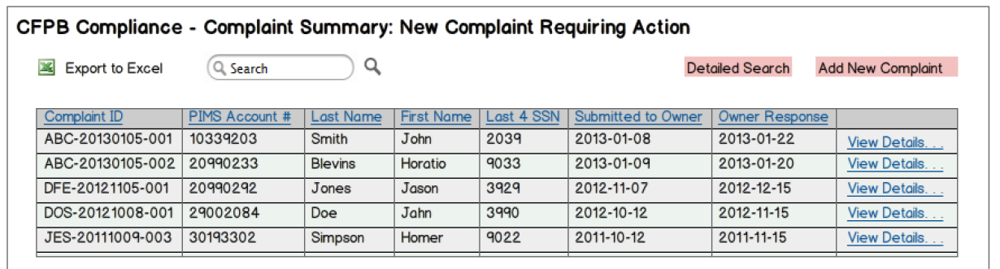 CFPB Compliance - Complaint Summary: New Complaint Requiring Action
Export to Excel Search Detailed Search Add New Complaint
Complaint ID PIMS Account # Last Name First Name Last 4 SSN Submitted to Owner Owner Response
ABC-20130105-001 10339203 Smith John 2039 2013-01-08 2013-01-22 View Details. . .
ABC-20130105-002 20990233 Blevins Horatio 9033 2013-01-09 2013-01-20 View Details. . .
DFE-20121105-001 20990292 Jones Jason 3929 2012-11-07 2012-12-15 View Details. . .
DOS-20121008-001 29002084 Doe Jahn 3990 2012-10-12 2012-11-15 View Details. . .
JES-20111009-003 30193302 Simpson Homer 9022 2011-10-12 2011-11-15 View Details. . .